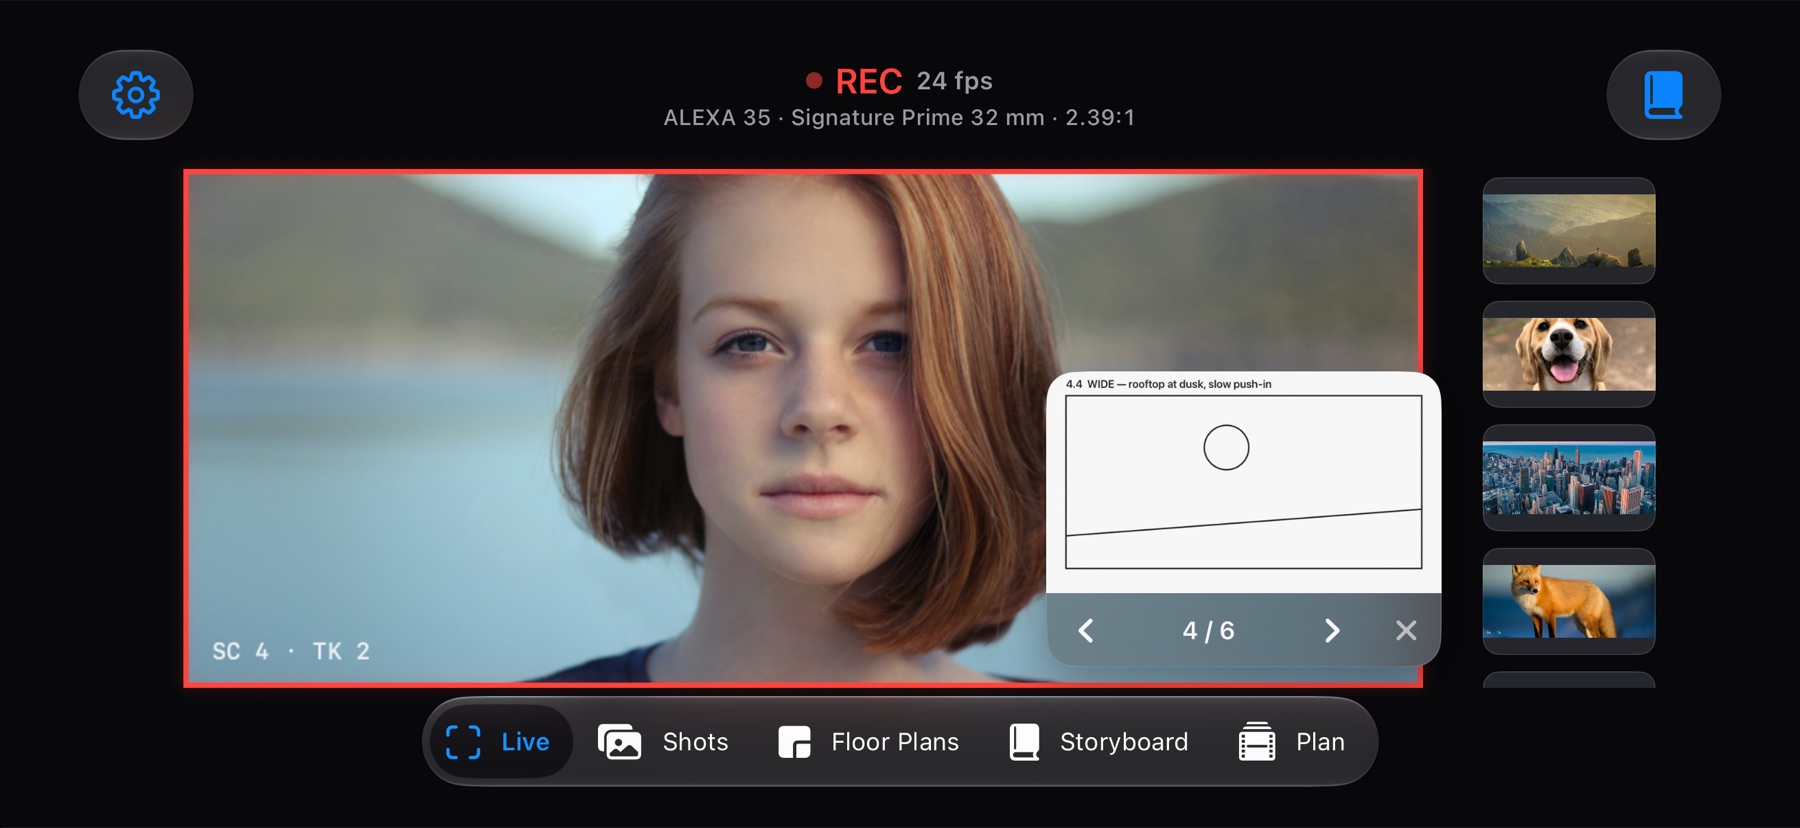 REC 24 fps
ALEXA 35 · Signature Prime 32 mm · 2.39:1
4.4 WIDE — rooftop at dusk, slow push-in
4 / 6
SC 4 · TK 2
Live Shots Floor Plans Storyboard Plan